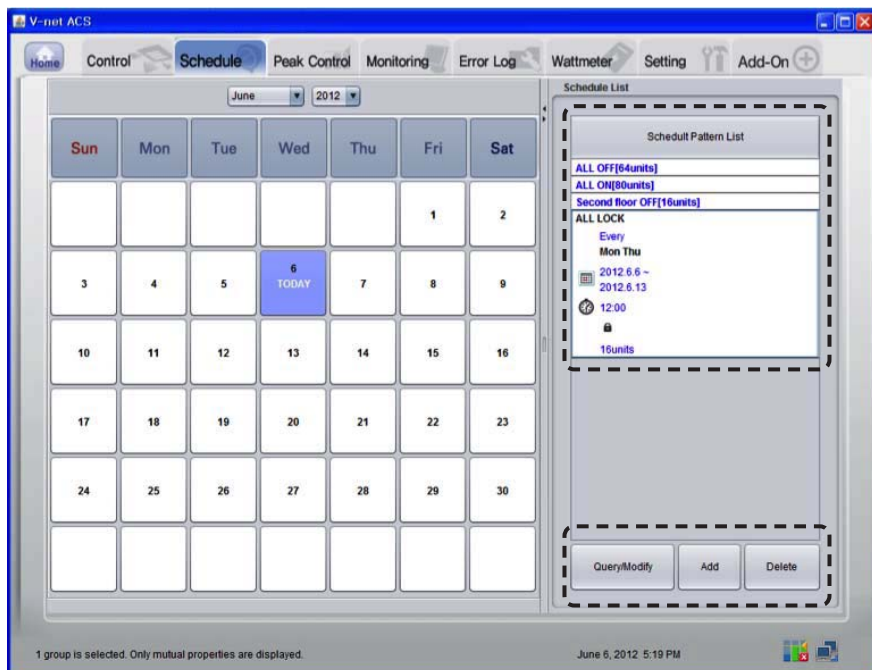 V-net ACS
Home Control Schedule Peak Control Monitoring Error Log Wattmeter Setting Add-On
June 2012
Schedule List
Sun Mon Tue Wed Thu Fri Sat
Schedult Pattern List
ALL OFF[64units]
ALL ON[80units]
Second floor OFF[16units]
ALL LOCK
Every
Mon Thu
2012.6.6 ~
2012.6.13
12:00
16units
1 2
3 4 5 6 7 8 9
TODAY
10 11 12 13 14 15 16
17 18 19 20 21 22 23
24 25 26 27 28 29 30
Query/Modify Add Delete
1 group is selected. Only mutual properties are displayed.
June 6, 2012 5:19 PM